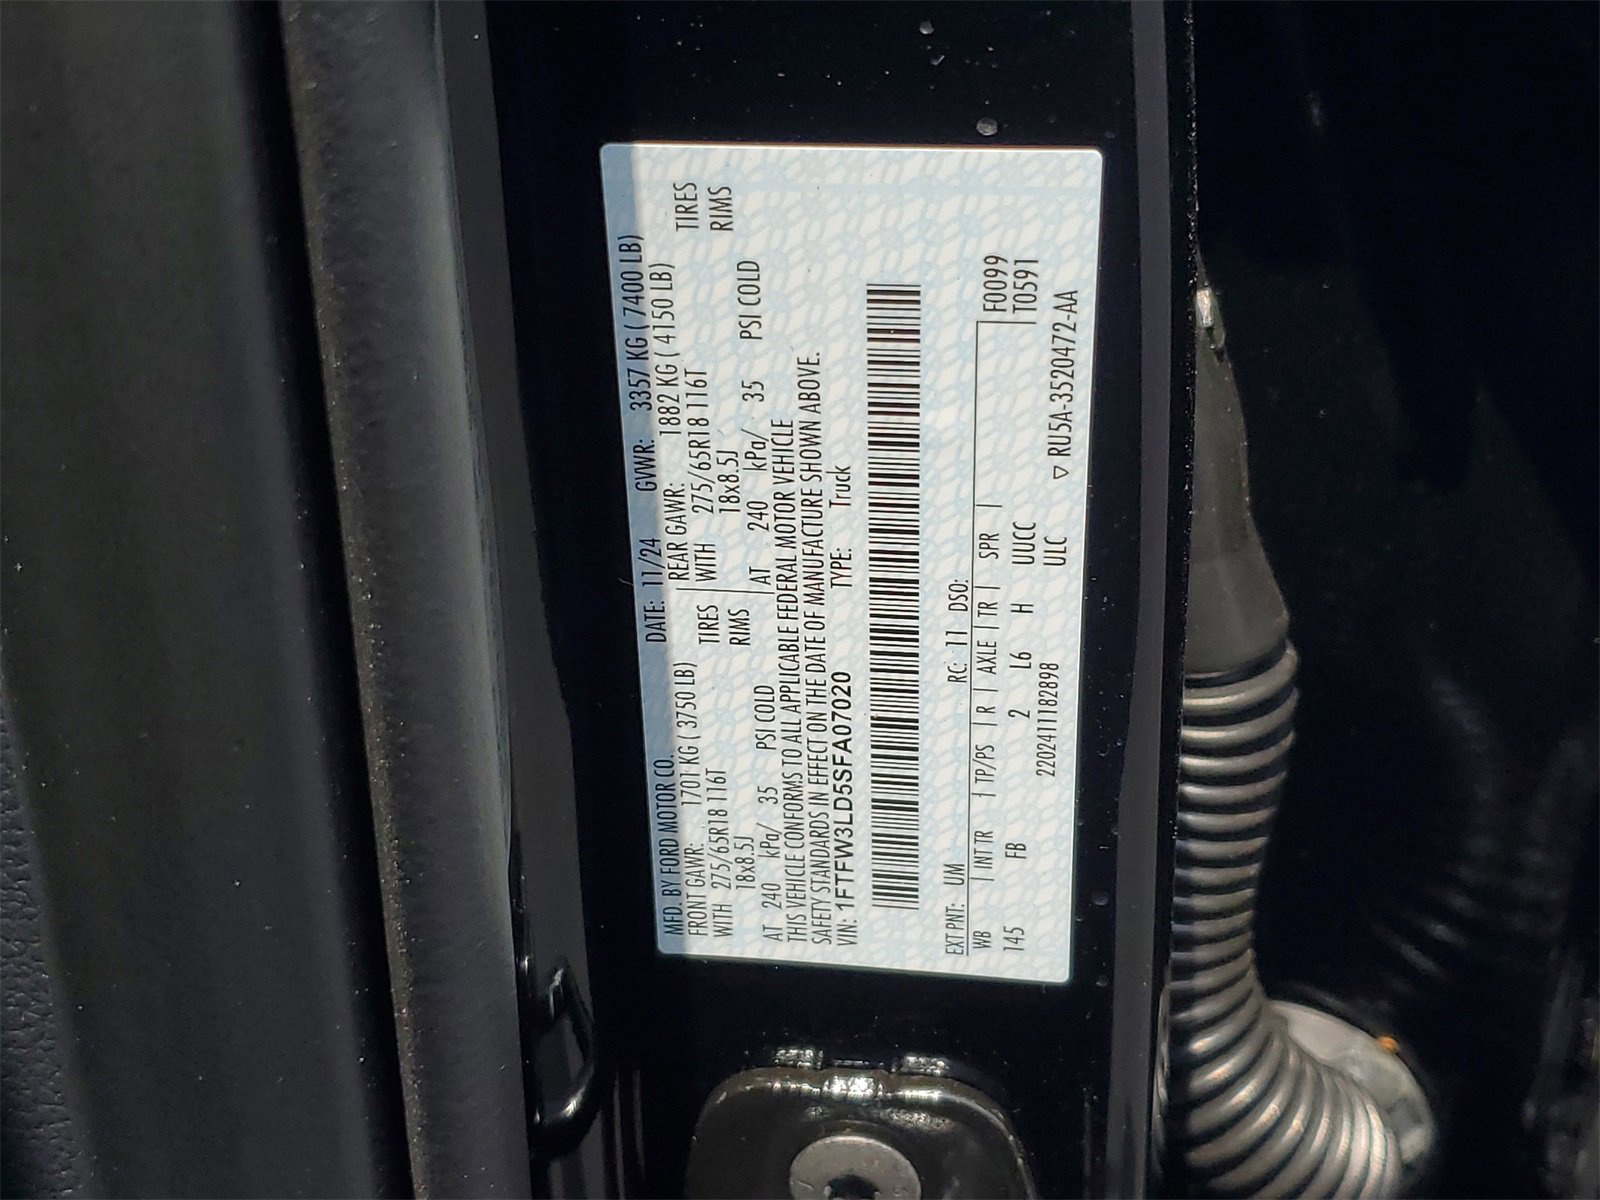 MFD. BY FORD MOTOR CO. DATE: 11/24 GVWR: 3357 KG ( 7400 LB)
FRONT GAWR: 1701 KG ( 3750 LB) REAR GAWR: 1882 KG ( 4150 LB)
WITH 275/65R18 116T TIRES WITH 275/65R18 116T TIRES
18x8.5J RIMS 18x8.5J RIMS
AT 240 kPa/ 35 PSI COLD AT 240 kPa/ 35 PSI COLD
THIS VEHICLE CONFORMS TO ALL APPLICABLE FEDERAL MOTOR VEHICLE
SAFETY STANDARDS IN EFFECT ON THE DATE OF MANUFACTURE SHOWN ABOVE.
VIN: 1FTFW3LD5SFA07020 TYPE: Truck
EXT PNT: UM RC: 11 DSO:
WB | INT TR | TP/PS | R | AXLE | TR | SPR | F0099
145 FB 2 L6 H UUCC T0591
220241182898 ULC ▽ RU5A-3520472-AA